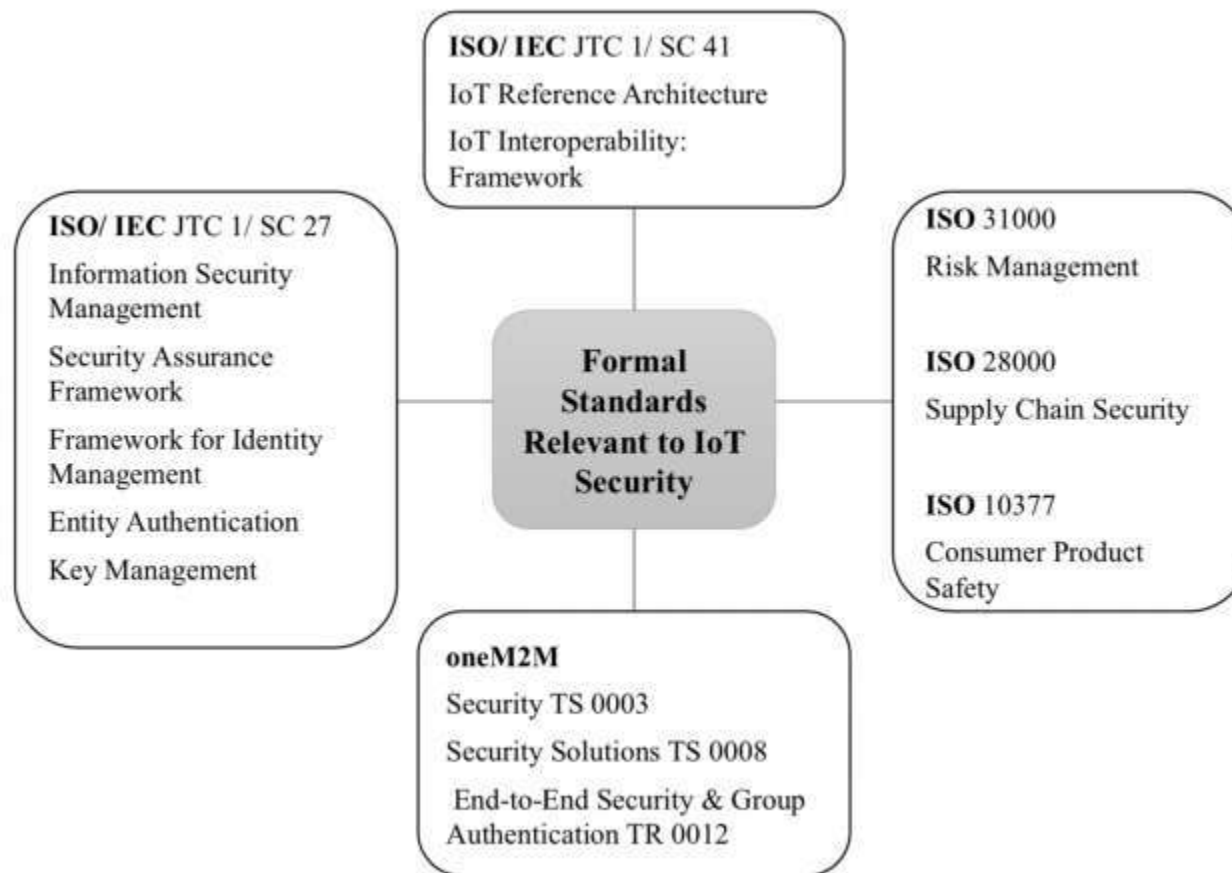 ISO/ IEC JTC 1/ SC 41
IoT Reference Architecture
IoT Interoperability:
Framework
ISO/ IEC JTC 1/ SC 27
Information Security
Management
Security Assurance
Framework
Framework for Identity
Management
Entity Authentication
Key Management
Formal
Standards
Relevant to IoT
Security
ISO 31000
Risk Management
ISO 28000
Supply Chain Security
ISO 10377
Consumer Product
Safety
oneM2M
Security TS 0003
Security Solutions TS 0008
End-to-End Security & Group
Authentication TR 0012